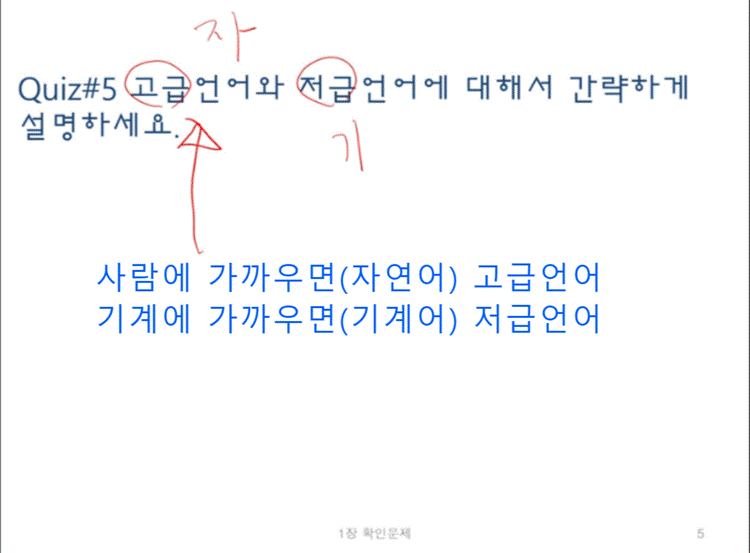 자
Quiz#5 고급언어와 저급언어에 대해서 간략하게
설명하세요.
기
사람에 가까우면(자연어) 고급언어
기계에 가까우면(기계어) 저급언어
1장 확인문제
5